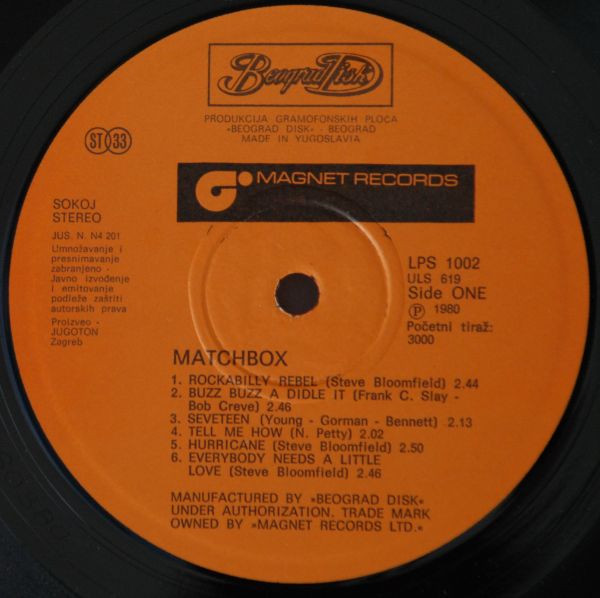 Beograd Disk
PRODUKCIJA GRAMOFONSKIH PLOČA
»BEOGRAD DISK« - BEOGRAD
MADE IN YUGOSLAVIA
ST 33
MAGNET RECORDS
SOKOJ
STEREO
JUS. N. N4 201
Umnožavanje i
presnimavanje
zabranjeno -
Javno izvođenje
i emitovanje
podleže zaštiti
autorskih prava
Proizveo -
JUGOTON
Zagreb
LPS 1002
ULS 619
Side ONE
Ⓟ 1980
Početni tiraž:
3000
MATCHBOX
1. ROCKABILLY REBEL (Steve Bloomfield) 2.44
2. BUZZ BUZZ A DIDLE IT (Frank C. Slay -
Bob Creve) 2.46
3. SEVETEEN (Young - Gorman - Bennett) 2.13
4. TELL ME HOW (N. Petty) 2.02
5. HURRICANE (Steve Bloomfield) 2.50
6. EVERYBODY NEEDS A LITTLE
LOVE (Steve Bloomfield) 2.46
MANUFACTURED BY »BEOGRAD DISK«
UNDER AUTHORIZATION. TRADE MARK
OWNED BY »MAGNET RECORDS LTD.«